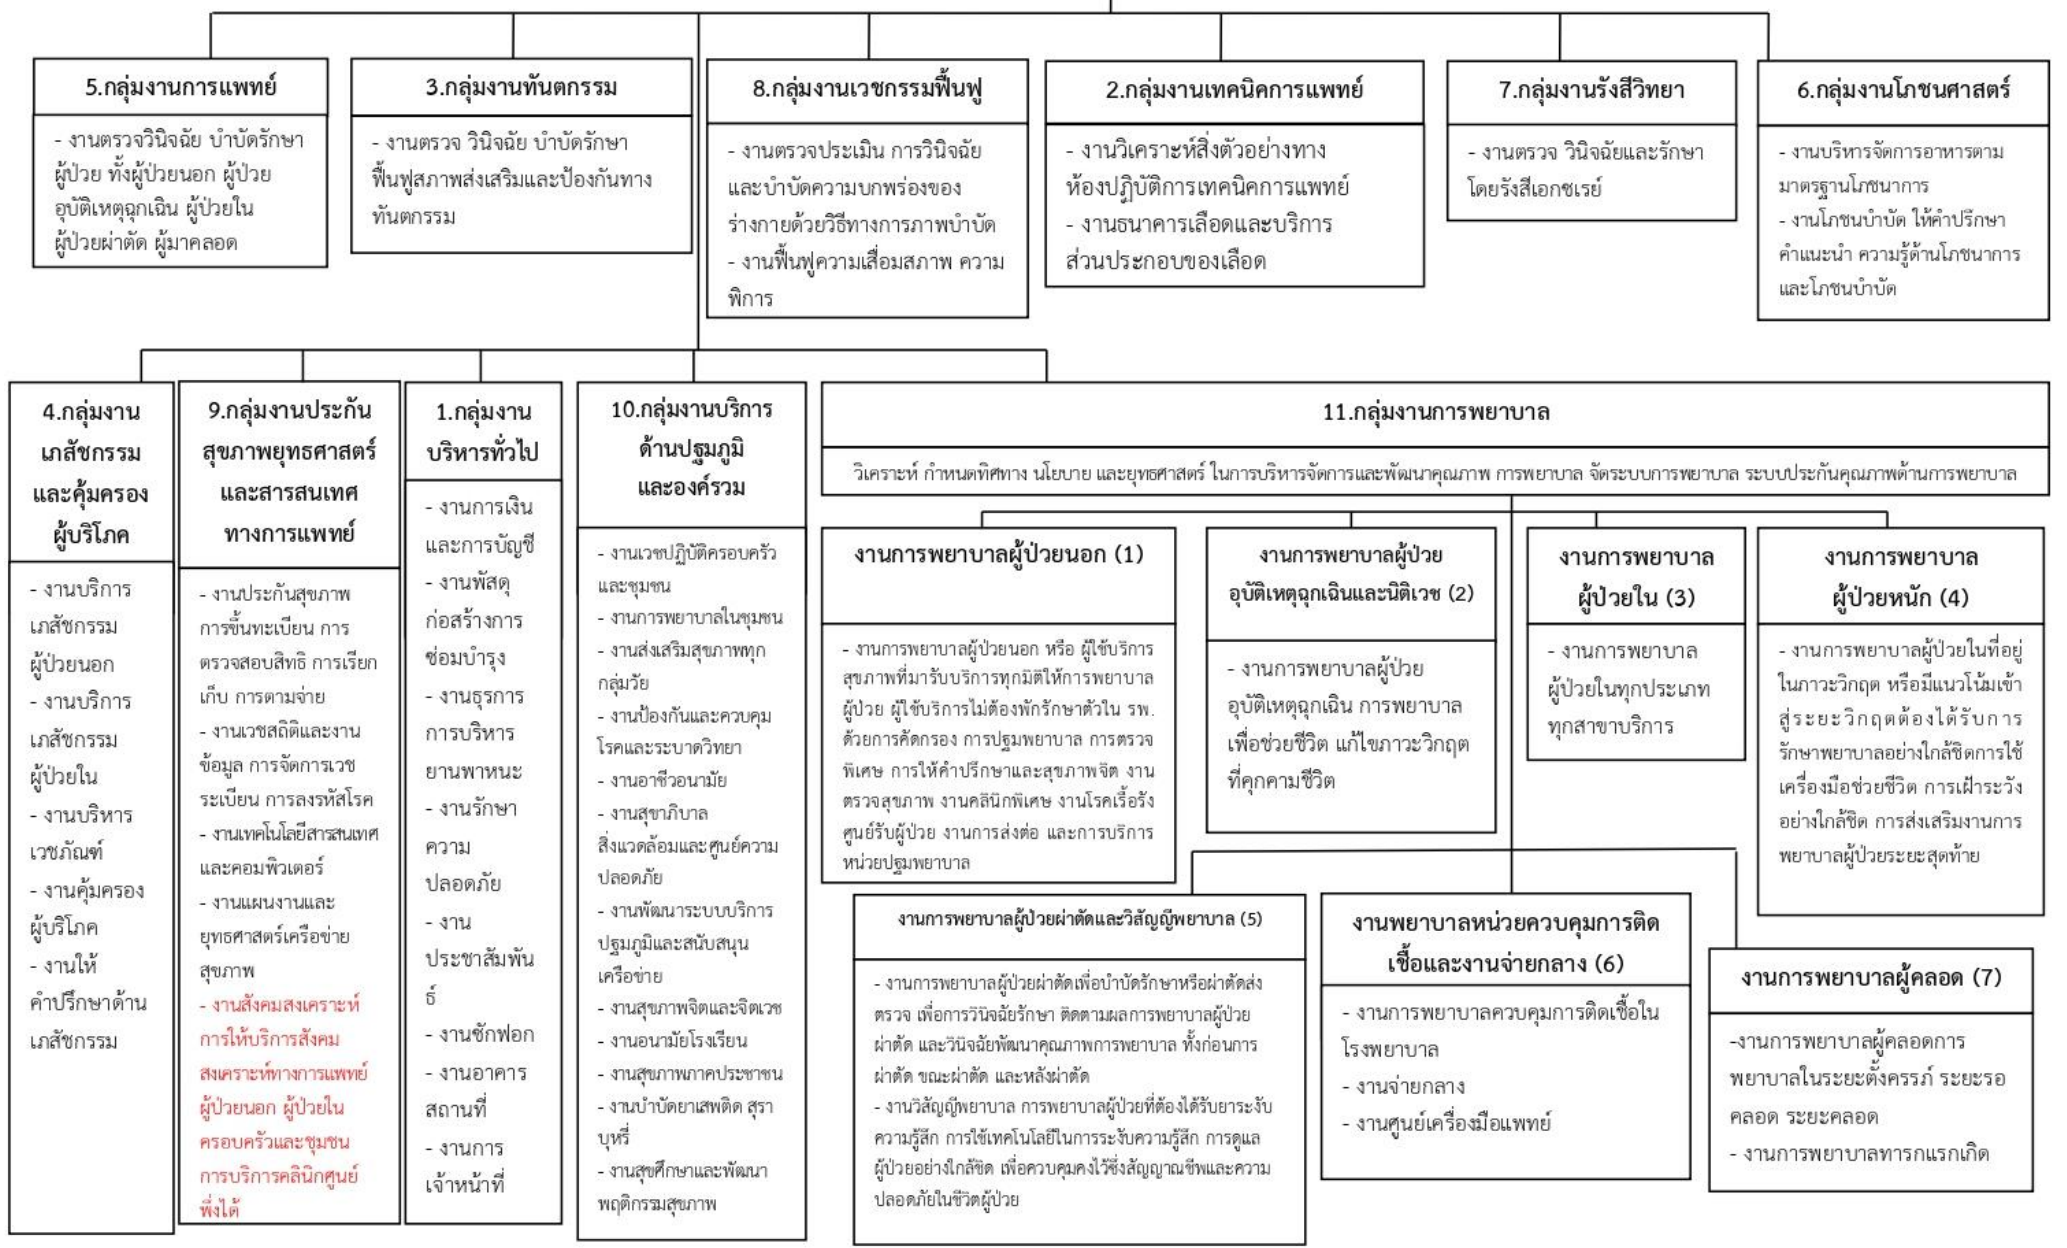 5.กลุ่มงานการแพทย์
- งานตรวจวินิจฉัย บำบัดรักษา
ผู้ป่วย ทั้งผู้ป่วยนอก ผู้ป่วย
อุบัติเหตุฉุกเฉิน ผู้ป่วยใน
ผู้ป่วยผ่าตัด ผู้มาคลอด
3.กลุ่มงานทันตกรรม
- งานตรวจ วินิจฉัย บำบัดรักษา
ฟื้นฟูสภาพส่งเสริมและป้องกันทาง
ทันตกรรม
8.กลุ่มงานเวชกรรมฟื้นฟู
- งานตรวจประเมิน การวินิจฉัย
และบำบัดความบกพร่องของ
ร่างกายด้วยวิธีทางการภาพบำบัด
- งานฟื้นฟูความเสื่อมสภาพ ความ
พิการ
2.กลุ่มงานเทคนิคการแพทย์
- งานวิเคราะห์สิ่งตัวอย่างทาง
ห้องปฏิบัติการเทคนิคการแพทย์
- งานธนาคารเลือดและบริการ
ส่วนประกอบของเลือด
7.กลุ่มงานรังสีวิทยา
- งานตรวจ วินิจฉัยและรักษา
โดยรังสีเอกซเรย์
6.กลุ่มงานโภชนศาสตร์
- งานบริหารจัดการอาหารตาม
มาตรฐานโภชนาการ
- งานโภชนบำบัด ให้คำปรึกษา
คำแนะนำ ความรู้ด้านโภชนาการ
และโภชนบำบัด
4.กลุ่มงาน
เภสัชกรรม
และคุ้มครอง
ผู้บริโภค
- งานบริการ
เภสัชกรรม
ผู้ป่วยนอก
- งานบริการ
เภสัชกรรม
ผู้ป่วยใน
- งานบริหาร
เวชภัณฑ์
- งานคุ้มครอง
ผู้บริโภค
- งานให้
คำปรึกษาด้าน
เภสัชกรรม
9.กลุ่มงานประกัน
สุขภาพยุทธศาสตร์
และสารสนเทศ
ทางการแพทย์
- งานประกันสุขภาพ
การขึ้นทะเบียน การ
ตรวจสอบสิทธิ การเรียก
เก็บ การตามจ่าย
- งานเวชสถิติและงาน
ข้อมูล การจัดการเวช
ระเบียน การลงรหัสโรค
- งานเทคโนโลยีสารสนเทศ
และคอมพิวเตอร์
- งานแผนงานและ
ยุทธศาสตร์เครือข่าย
สุขภาพ
- งานสังคมสงเคราะห์
การให้บริการสังคม
สงเคราะห์ทางการแพทย์
ผู้ป่วยนอก ผู้ป่วยใน
ครอบครัวและชุมชน
การบริการคลินิกศูนย์
พึ่งได้
1.กลุ่มงาน
บริหารทั่วไป
- งานการเงิน
และการบัญชี
- งานพัสดุ
ก่อสร้างการ
ซ่อมบำรุง
- งานธุรการ
การบริหาร
ยานพาหนะ
- งานรักษา
ความ
ปลอดภัย
- งาน
ประชาสัมพัน
ธ์
- งานซักฟอก
- งานอาคาร
สถานที่
- งานการ
เจ้าหน้าที่
10.กลุ่มงานบริการ
ด้านปฐมภูมิ
และองค์รวม
- งานเวชปฏิบัติครอบครัว
และชุมชน
- งานการพยาบาลในชุมชน
- งานส่งเสริมสุขภาพทุก
กลุ่มวัย
- งานป้องกันและควบคุม
โรคและระบาดวิทยา
- งานอาชีวอนามัย
- งานสุขาภิบาล
สิ่งแวดล้อมและศูนย์ความ
ปลอดภัย
- งานพัฒนาระบบบริการ
ปฐมภูมิและสนับสนุน
เครือข่าย
- งานสุขภาพจิตและจิตเวช
- งานอนามัยโรงเรียน
- งานสุขภาพภาคประชาชน
- งานบำบัดยาเสพติด สุรา
บุหรี่
- งานสุขศึกษาและพัฒนา
พฤติกรรมสุขภาพ
11.กลุ่มงานการพยาบาล
วิเคราะห์ กำหนดทิศทาง นโยบาย และยุทธศาสตร์ ในการบริหารจัดการและพัฒนาคุณภาพ การพยาบาล จัดระบบการพยาบาล ระบบประกันคุณภาพด้านการพยาบาล
งานการพยาบาลผู้ป่วยนอก (1)
- งานการพยาบาลผู้ป่วยนอก หรือ ผู้ใช้บริการ
สุขภาพที่มารับบริการทุกมิติให้การพยาบาล
ผู้ป่วย ผู้ใช้บริการไม่ต้องพักรักษาตัวใน รพ.
ด้วยการคัดกรอง การปฐมพยาบาล การตรวจ
พิเศษ การให้คำปรึกษาและสุขภาพจิต งาน
ตรวจสุขภาพ งานคลินิกพิเศษ งานโรคเรื้อรัง
ศูนย์รับผู้ป่วย งานการส่งต่อ และการบริการ
หน่วยปฐมพยาบาล
งานการพยาบาลผู้ป่วย
อุบัติเหตุฉุกเฉินและนิติเวช (2)
- งานการพยาบาลผู้ป่วย
อุบัติเหตุฉุกเฉิน การพยาบาล
เพื่อช่วยชีวิต แก้ไขภาวะวิกฤต
ที่คุกคามชีวิต
งานการพยาบาล
ผู้ป่วยใน (3)
- งานการพยาบาล
ผู้ป่วยในทุกประเภท
ทุกสาขาบริการ
งานการพยาบาล
ผู้ป่วยหนัก (4)
- งานการพยาบาลผู้ป่วยในที่อยู่
ในภาวะวิกฤต หรือมีแนวโน้มเข้า
สู่ระยะวิกฤตต้องได้รับการ
รักษาพยาบาลอย่างใกล้ชิดการใช้
เครื่องมือช่วยชีวิต การเฝ้าระวัง
อย่างใกล้ชิด การส่งเสริมงานการ
พยาบาลผู้ป่วยระยะสุดท้าย
งานการพยาบาลผู้ป่วยผ่าตัดและวิสัญญีพยาบาล (5)
- งานการพยาบาลผู้ป่วยผ่าตัดเพื่อบำบัดรักษาหรือผ่าตัดส่ง
ตรวจ เพื่อการวินิจฉัยรักษา ติดตามผลการพยาบาลผู้ป่วย
ผ่าตัด และวินิจฉัยพัฒนาคุณภาพการพยาบาล ทั้งก่อนการ
ผ่าตัด ขณะผ่าตัด และหลังผ่าตัด
- งานวิสัญญีพยาบาล การพยาบาลผู้ป่วยที่ต้องได้รับยาระงับ
ความรู้สึก การใช้เทคโนโลยีในการระงับความรู้สึก การดูแล
ผู้ป่วยอย่างใกล้ชิด เพื่อควบคุมคงไว้ซึ่งสัญญาณชีพและความ
ปลอดภัยในชีวิตผู้ป่วย
งานพยาบาลหน่วยควบคุมการติด
เชื้อและงานจ่ายกลาง (6)
- งานการพยาบาลควบคุมการติดเชื้อใน
โรงพยาบาล
- งานจ่ายกลาง
- งานศูนย์เครื่องมือแพทย์
งานการพยาบาลผู้คลอด (7)
-งานการพยาบาลผู้คลอดการ
พยาบาลในระยะตั้งครรภ์ ระยะรอ
คลอด ระยะคลอด
- งานการพยาบาลทารกแรกเกิด